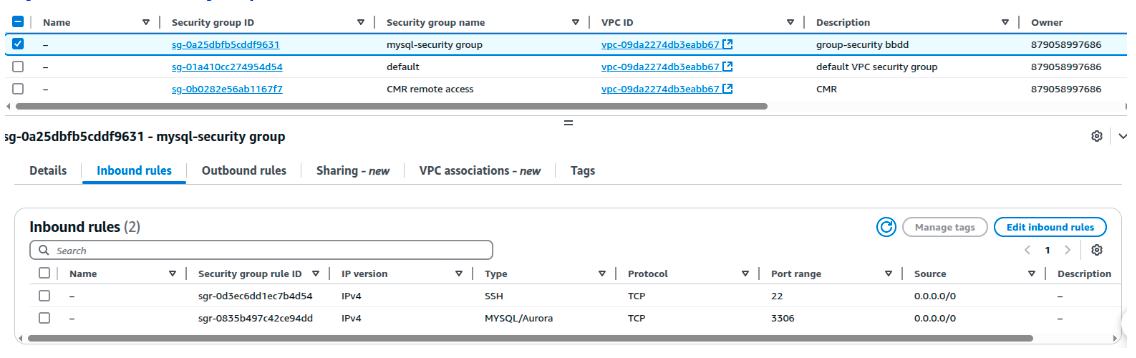 Name Security group ID Security group name VPC ID Description Owner
– sg-0a25dbfb5cddf9631 mysql-security group vpc-09da2274db3eabb67 group-security bbdd 879058997686
– sg-01a410cc274954d54 default vpc-09da2274db3eabb67 default VPC security group 879058997686
– sg-0b0282e56ab1167f7 CMR remote access vpc-09da2274db3eabb67 CMR 879058997686
sg-0a25dbfb5cddf9631 - mysql-security group
Details Inbound rules Outbound rules Sharing - new VPC associations - new Tags
Inbound rules (2) Manage tags Edit inbound rules
Search 1
Name Security group rule ID IP version Type Protocol Port range Source Description
– sgr-0d3ec6dd1ec7b4d54 IPv4 SSH TCP 22 0.0.0.0/0 –
– sgr-0835b497c42ce94dd IPv4 MYSQL/Aurora TCP 3306 0.0.0.0/0 –